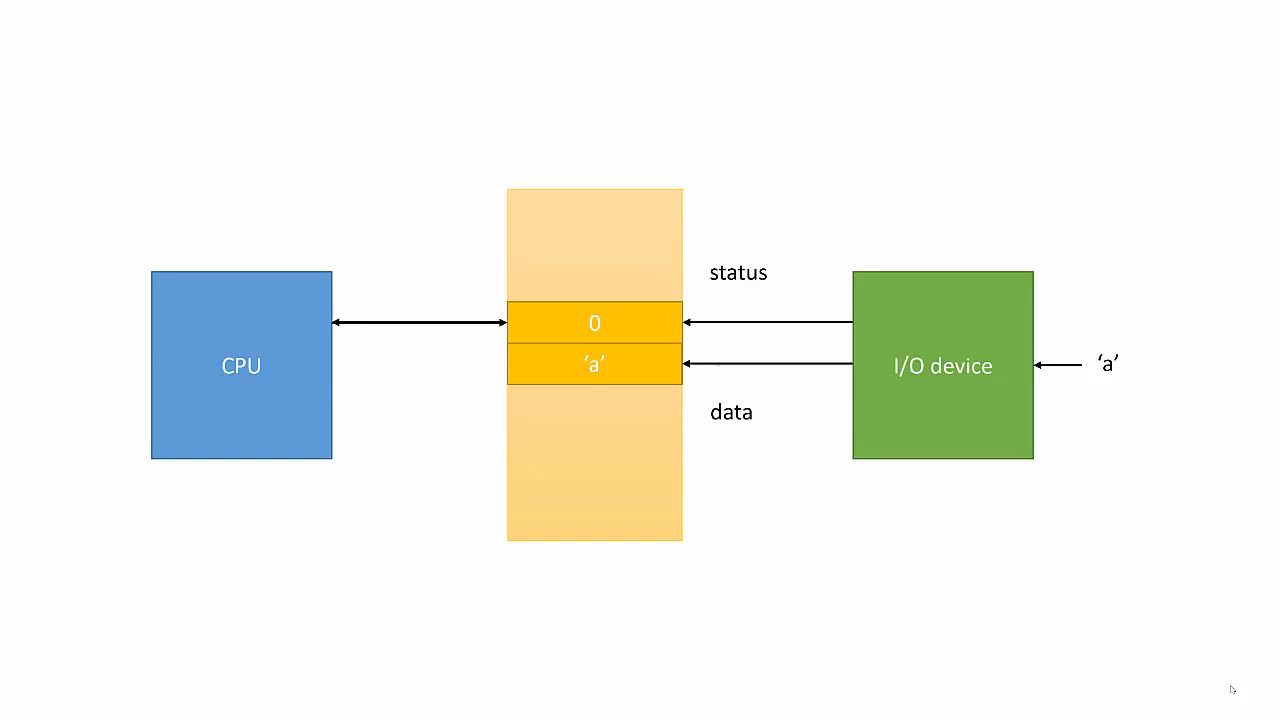 status
0
CPU
‘a’
I/O device
‘a’
data